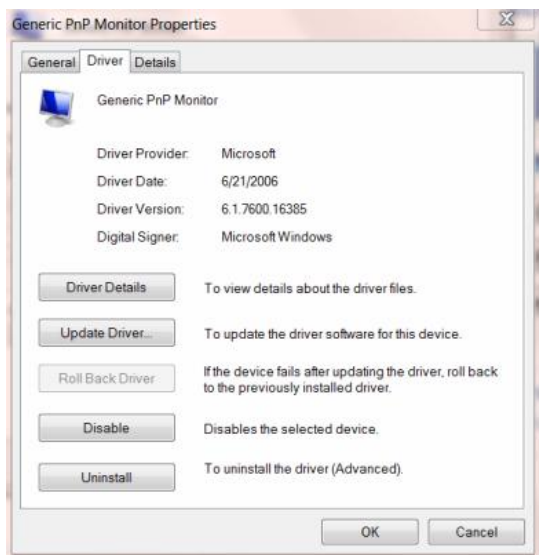 Generic PnP Monitor Properties
General Driver Details
Generic PnP Monitor
Driver Provider: Microsoft
Driver Date: 6/21/2006
Driver Version: 6.1.7600.16385
Digital Signer: Microsoft Windows
Driver Details To view details about the driver files.
Update Driver... To update the driver software for this device.
Roll Back Driver If the device fails after updating the driver, roll back
to the previously installed driver.
Disable Disables the selected device.
Uninstall To uninstall the driver (Advanced).
OK Cancel